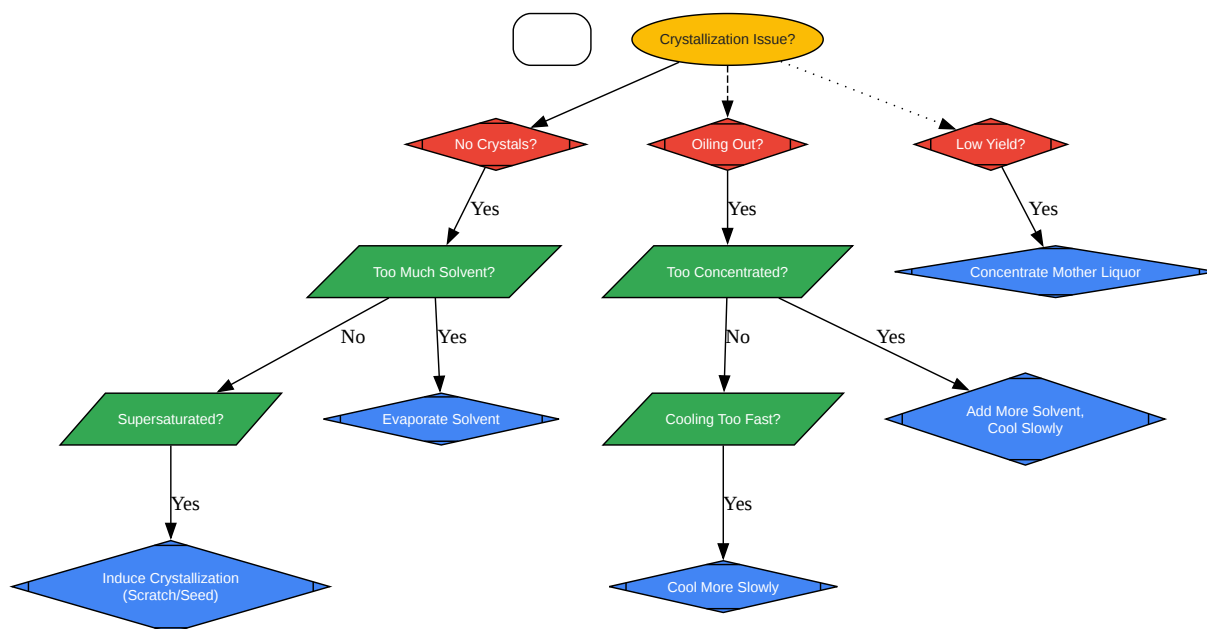 Crystallization Issue?
No Crystals?
Oiling Out?
Low Yield?
Yes
Yes
Yes
Too Much Solvent?
Too Concentrated?
Concentrate Mother Liquor
No
Yes
No
Yes
Supersaturated?
Evaporate Solvent
Cooling Too Fast?
Add More Solvent,
Cool Slowly
Yes
Yes
Induce Crystallization
(Scratch/Seed)
Cool More Slowly